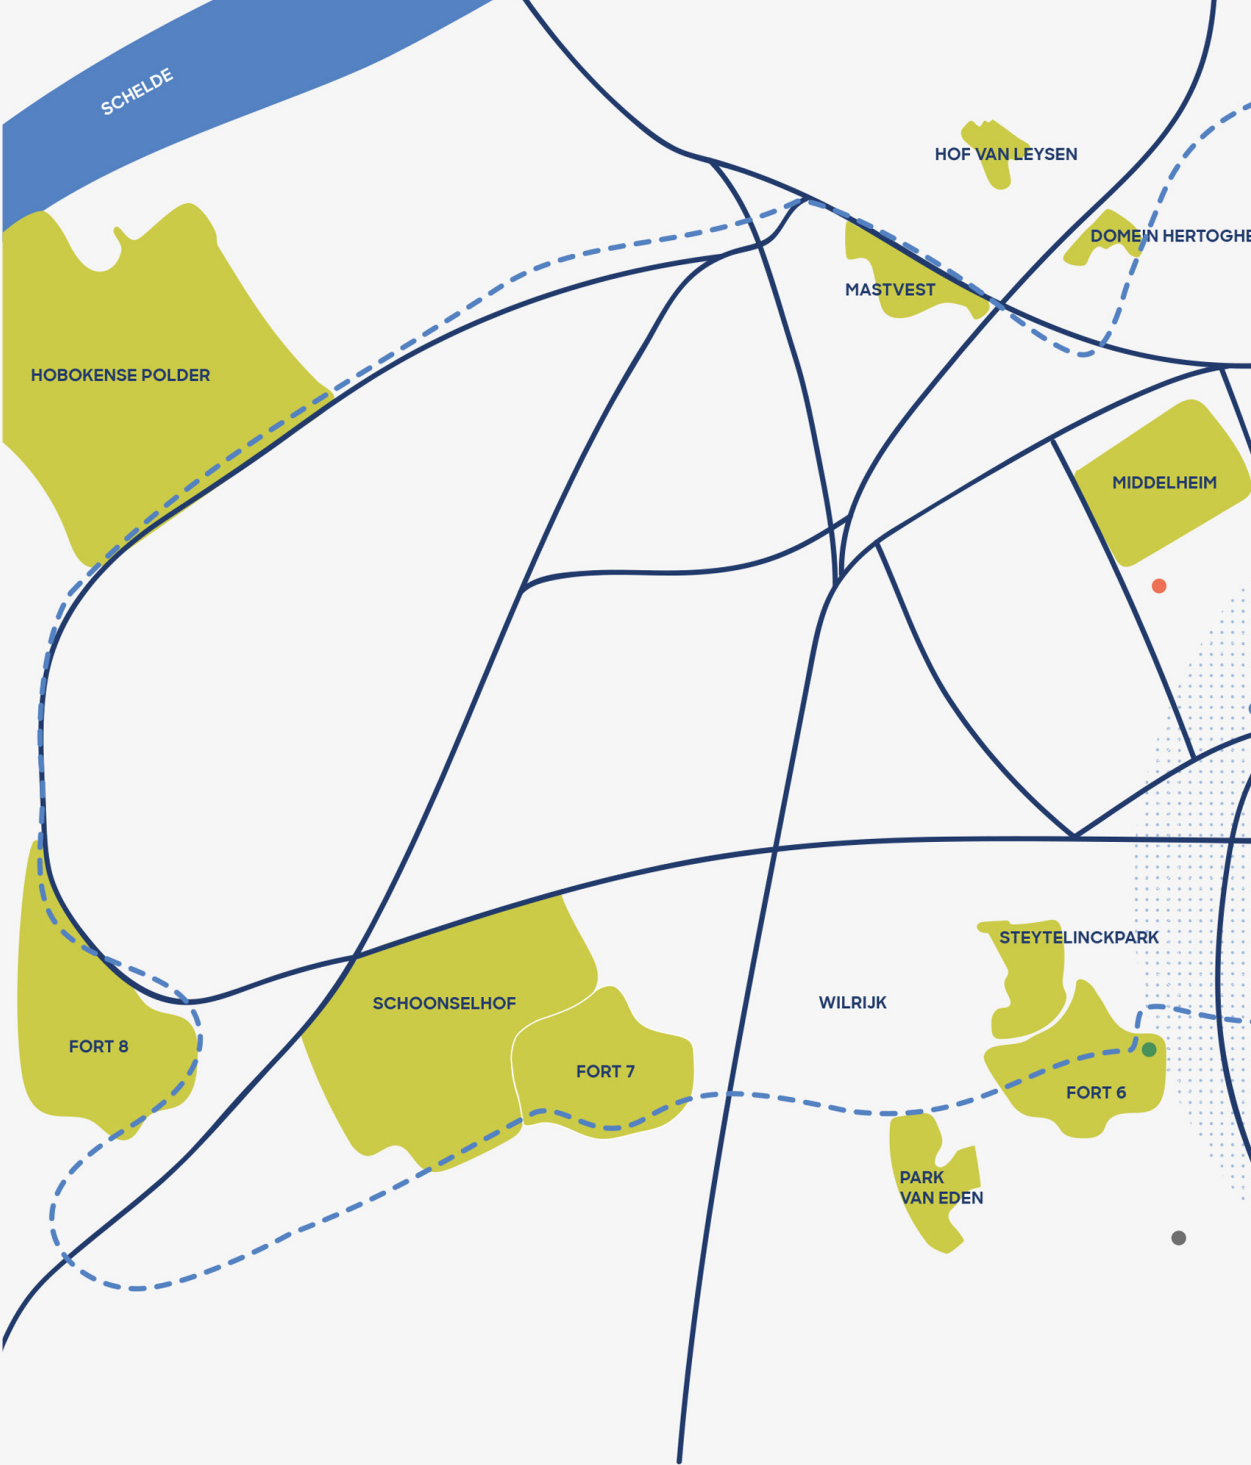 SCHELDE
HOF VAN LEYSEN
DOMEIN HERTOGHE
MASTVEST
HOBOKENSE POLDER
MIDDELHEIM
STEYTELINCKPARK
SCHOONSELHOF
WILRIJK
FORT 8
FORT 7
FORT 6
PARK
VAN EDEN